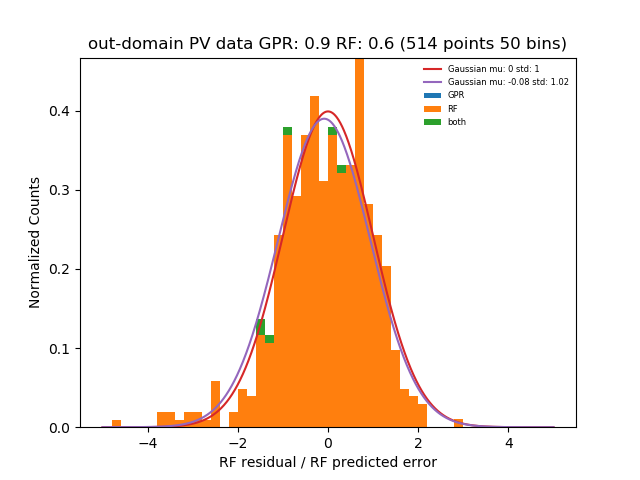 out-domain PV data GPR: 0.9 RF: 0.6 (514 points 50 bins)
Gaussian mu: 0 std: 1
Gaussian mu: -0.08 std: 1.02
GPR
RF
both
Normalized Counts
0.4
0.3
0.2
0.1
0.0
−4 −2 0 2 4
RF residual / RF predicted error